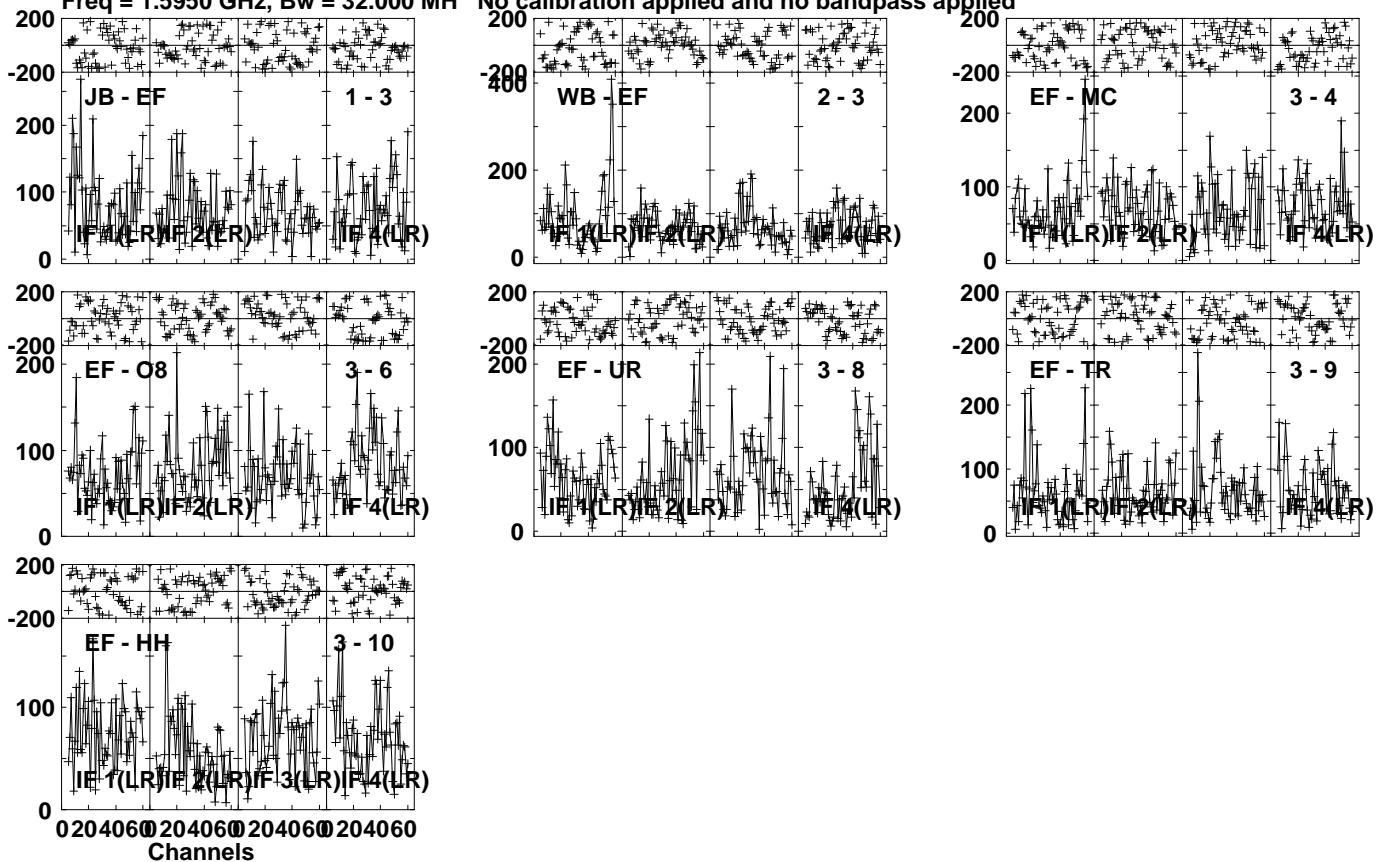 Freq = 1.5950 GHz, Bw = 32.000 MH No calibration applied and no bandpass applied
200
-200
JB - EF 1 - 3
200
100
0
IF 1(LR) IF 2(LR) IF 4(LR)
-200
400
WB - EF 2 - 3
200
0
IF 1(LR) IF 2(LR) IF 4(LR)
200
-200
EF - MC 3 - 4
200
100
0
IF 1(LR) IF 2(LR) IF 4(LR)
200
-200
200
EF - O8 3 - 6
100
0
IF 1(LR) IF 2(LR) IF 4(LR)
200
-200
200
EF - UR 3 - 8
100
0
IF 1(LR) IF 2(LR) IF 4(LR)
200
-200
EF - TR 3 - 9
200
100
0
IF 1(LR) IF 2(LR) IF 4(LR)
200
-200
EF - HH 3 - 10
100
0
IF 1(LR) IF 2(LR) IF 3(LR) IF 4(LR)
0 20 40 60 0 20 40 60 0 20 40 60 0 20 40 60
Channels